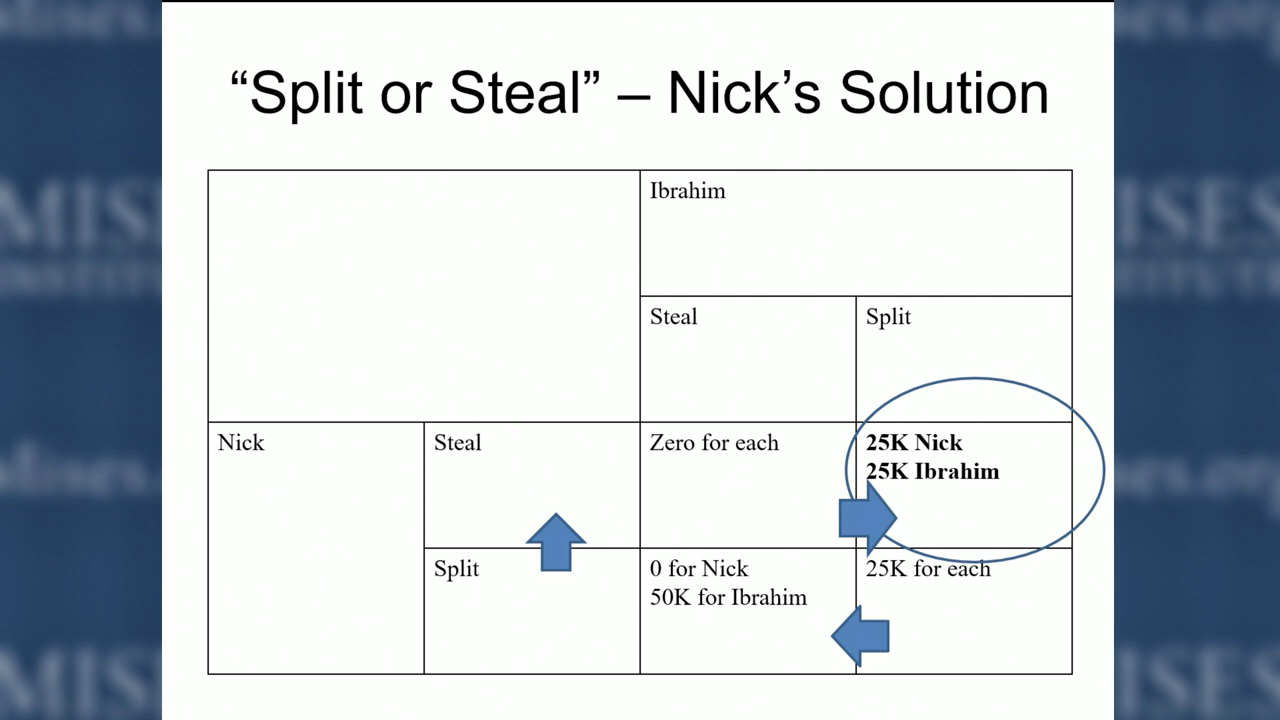 “Split or Steal” – Nick’s Solution
Ibrahim
Steal
Split
Nick
Steal
Zero for each
25K Nick
25K Ibrahim
Split
0 for Nick
50K for Ibrahim
25K for each